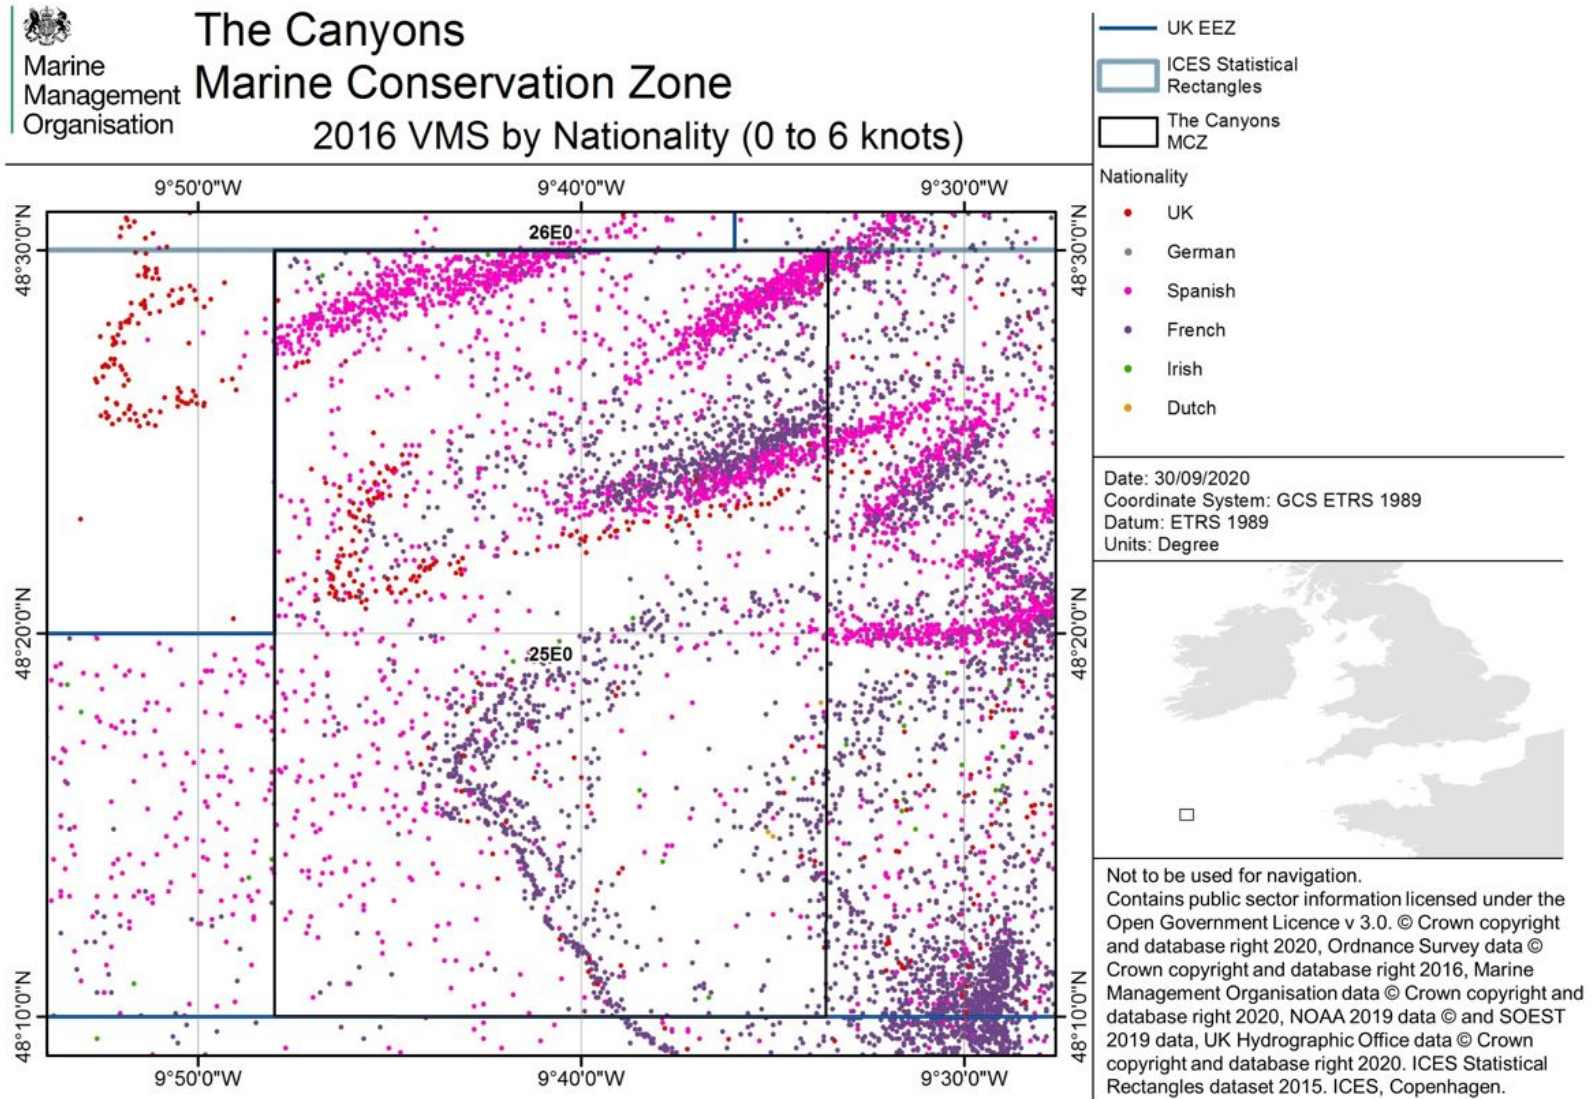 Marine
Management
Organisation
The Canyons
Marine Conservation Zone
2016 VMS by Nationality (0 to 6 knots)
9°50'0"W
9°40'0"W
9°30'0"W
48°30'0"N
48°30'0"N
26E0
48°20'0"N
48°20'0"N
25E0
48°10'0"N
48°10'0"N
9°50'0"W
9°40'0"W
9°30'0"W
UK EEZ
ICES Statistical
Rectangles
The Canyons
MCZ
Nationality
UK
German
Spanish
French
Irish
Dutch
Date: 30/09/2020
Coordinate System: GCS ETRS 1989
Datum: ETRS 1989
Units: Degree
Not to be used for navigation.
Contains public sector information licensed under the
Open Government Licence v 3.0. © Crown copyright
and database right 2020, Ordnance Survey data ©
Crown copyright and database right 2016, Marine
Management Organisation data © Crown copyright and
database right 2020, NOAA 2019 data © and SOEST
2019 data, UK Hydrographic Office data © Crown
copyright and database right 2020. ICES Statistical
Rectangles dataset 2015. ICES, Copenhagen.